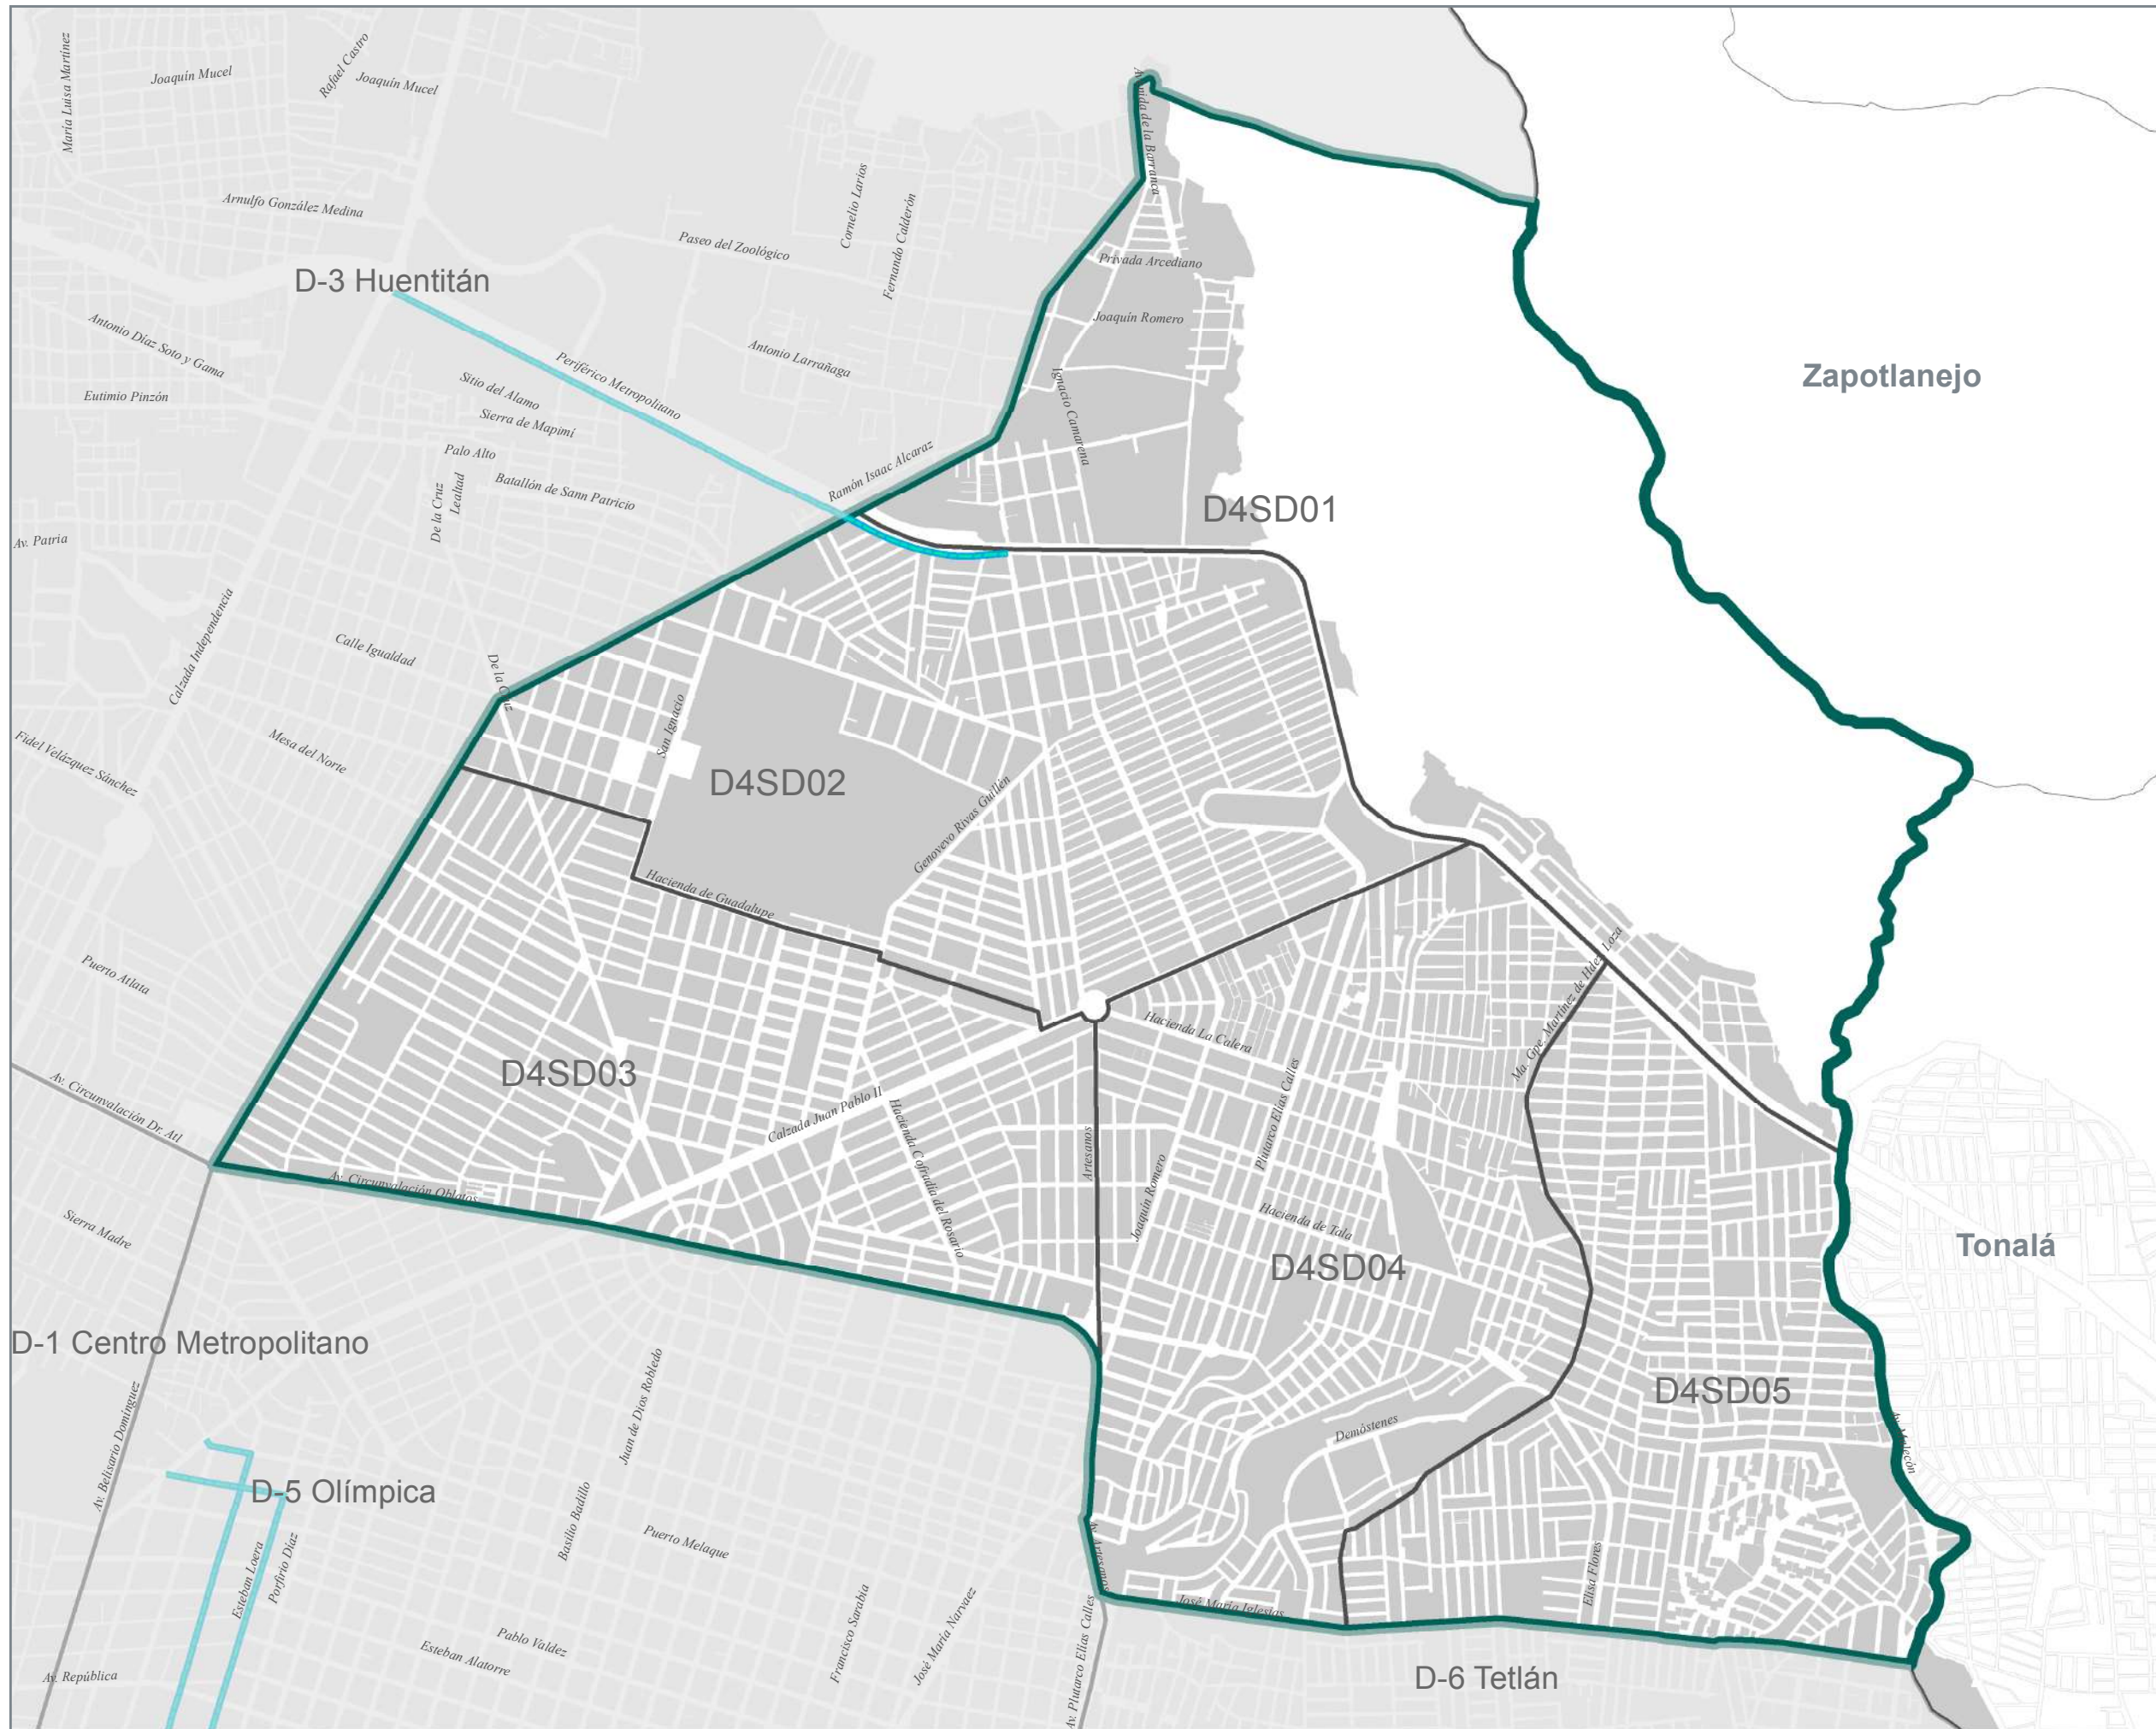 María Luisa Martínez
Joaquín Mucel
Rafael Castro
Joaquín Mucel
Avenida de la Barranca
Arnulfo González Medina
Cornelio Larios
Fernando Calderón
Paseo del Zoológico
Privada Arcediano
D-3 Huentitán
Joaquín Romero
Antonio Díaz Soto y Gama
Periférico Metropolitano
Antonio Larrañaga
Zapotlanejo
Eutimio Pinzón
Sitio del Alamo
Sierra de Mapimí
Ignacio Camarena
Palo Alto
Ramón Isaac Alcaraz
De la Cruz
Lealtad
Batallón de Sann Patricio
D4SD01
Av. Patria
Calzada Independencia
Calle Igualdad
De la Cruz
San Ignacio
Fidel Velázquez Sánchez
Mesa del Norte
D4SD02
Genovevo Rivas Guillén
Hacienda de Guadalupe
Puerto Atlata
Ma. Gpe. Martínez de Hdez Loza
Hacienda La Calera
D4SD03
Av. Circunvalación Dr. Atl
Calzada Juan Pablo II
Plutarco Elías Calles
Hacienda Cofradía del Rosario
Artesanos
Joaquín Romero
Av. Circunvalación Oblatos
Sierra Madre
Hacienda de Tala
Tonalá
D4SD04
D-1 Centro Metropolitano
Juan de Dios Robledo
D4SD05
Av. Belisario Domínguez
Demóstenes
Av. Malecón
D-5 Olímpica
Basilio Badillo
Puerto Melaque
Av. Artesanos
Esteban Loera
Porfirio Díaz
Elisa Flores
José María Iglesias
Francisco Sarabia
José María Narvaez
Av. Plutarco Elías Calles
Pablo Valdez
Esteban Alatorre
Av. República
D-6 Tetlán